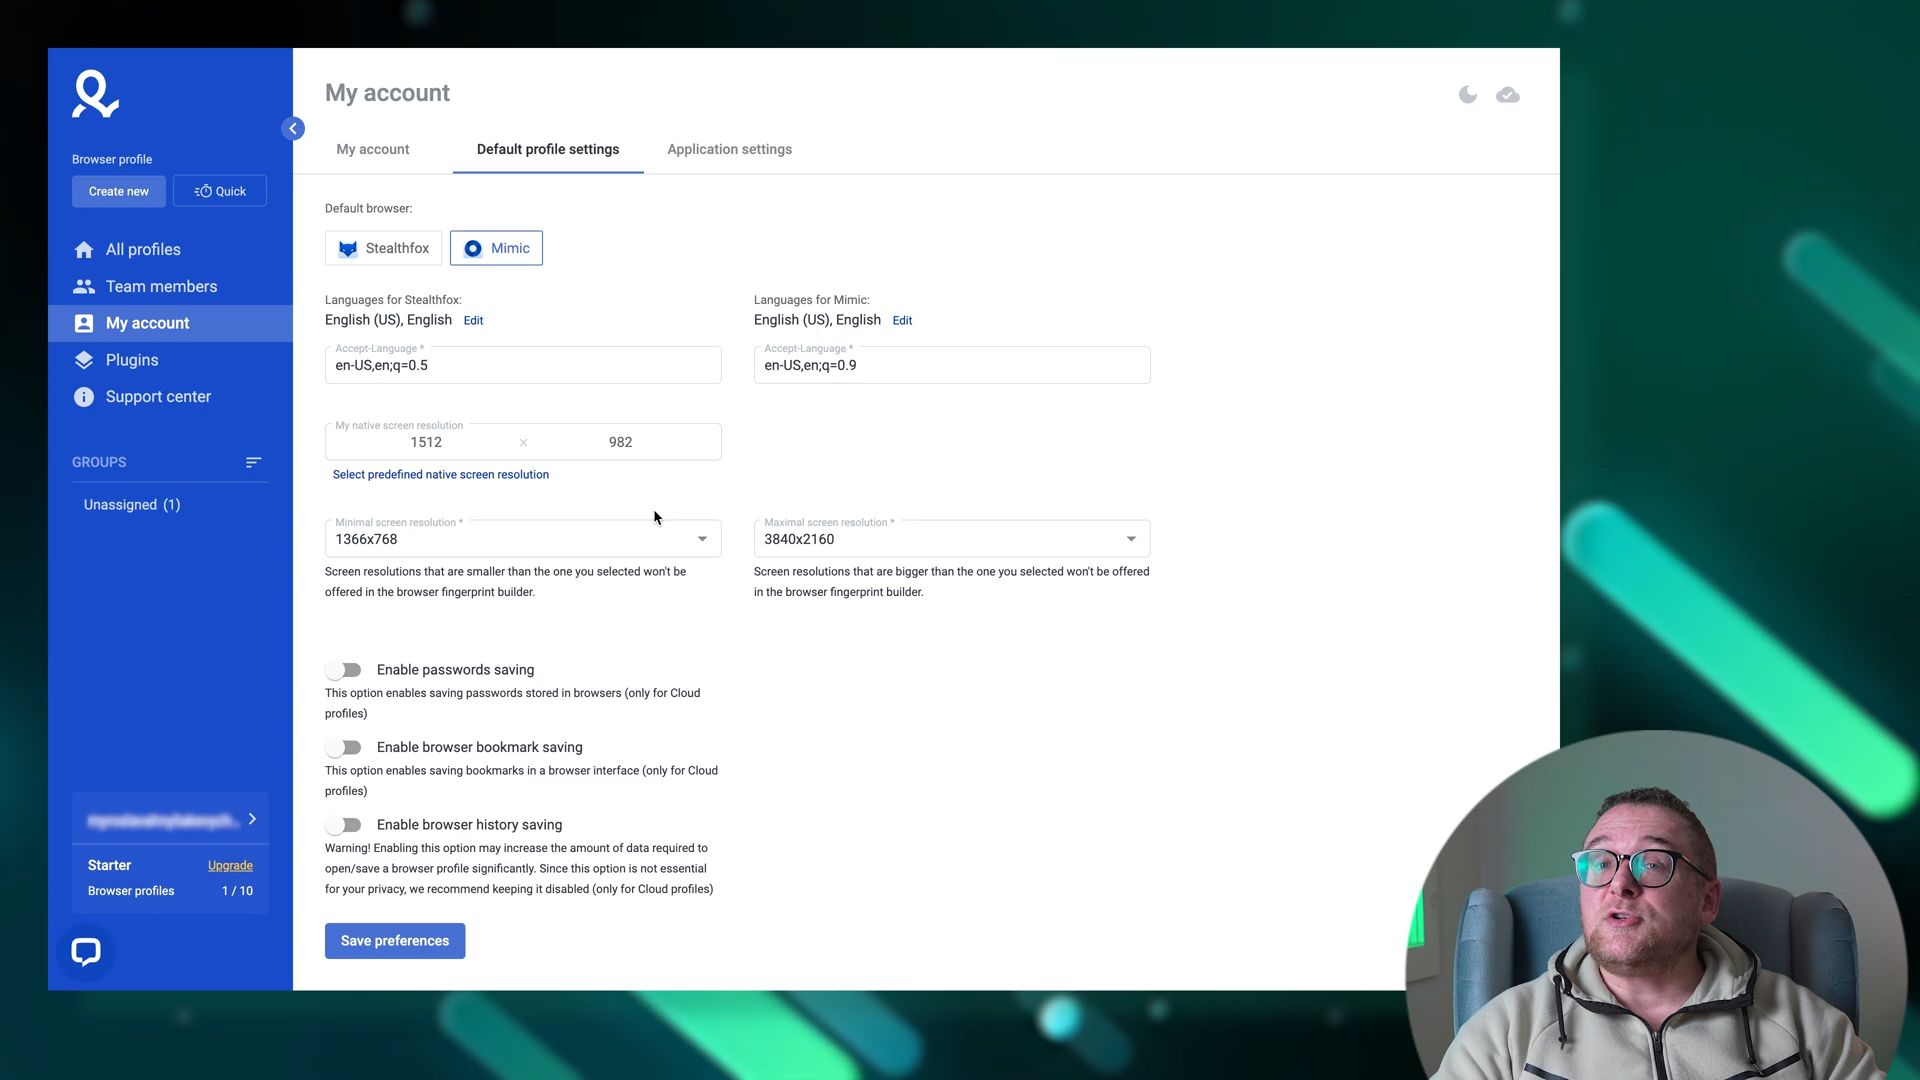 My account
My account
Default profile settings
Application settings
Browser profile
Create new
Quick
All profiles
Team members
My account
Plugins
Support center
GROUPS
Unassigned (1)
Starter
Upgrade
Browser profiles
1 / 10
Default browser:
Stealthfox
Mimic
Languages for Stealthfox:
English (US), English Edit
Accept-Language *
en-US,en;q=0.5
Languages for Mimic:
English (US), English Edit
Accept-Language *
en-US,en;q=0.9
My native screen resolution
1512 × 982
Select predefined native screen resolution
Minimal screen resolution *
1366x768
Screen resolutions that are smaller than the one you selected won't be
offered in the browser fingerprint builder.
Maximal screen resolution *
3840x2160
Screen resolutions that are bigger than the one you selected won't be offered
in the browser fingerprint builder.
Enable passwords saving
This option enables saving passwords stored in browsers (only for Cloud
profiles)
Enable browser bookmark saving
This option enables saving bookmarks in a browser interface (only for Cloud
profiles)
Enable browser history saving
Warning! Enabling this option may increase the amount of data required to
open/save a browser profile significantly. Since this option is not essential
for your privacy, we recommend keeping it disabled (only for Cloud profiles)
Save preferences